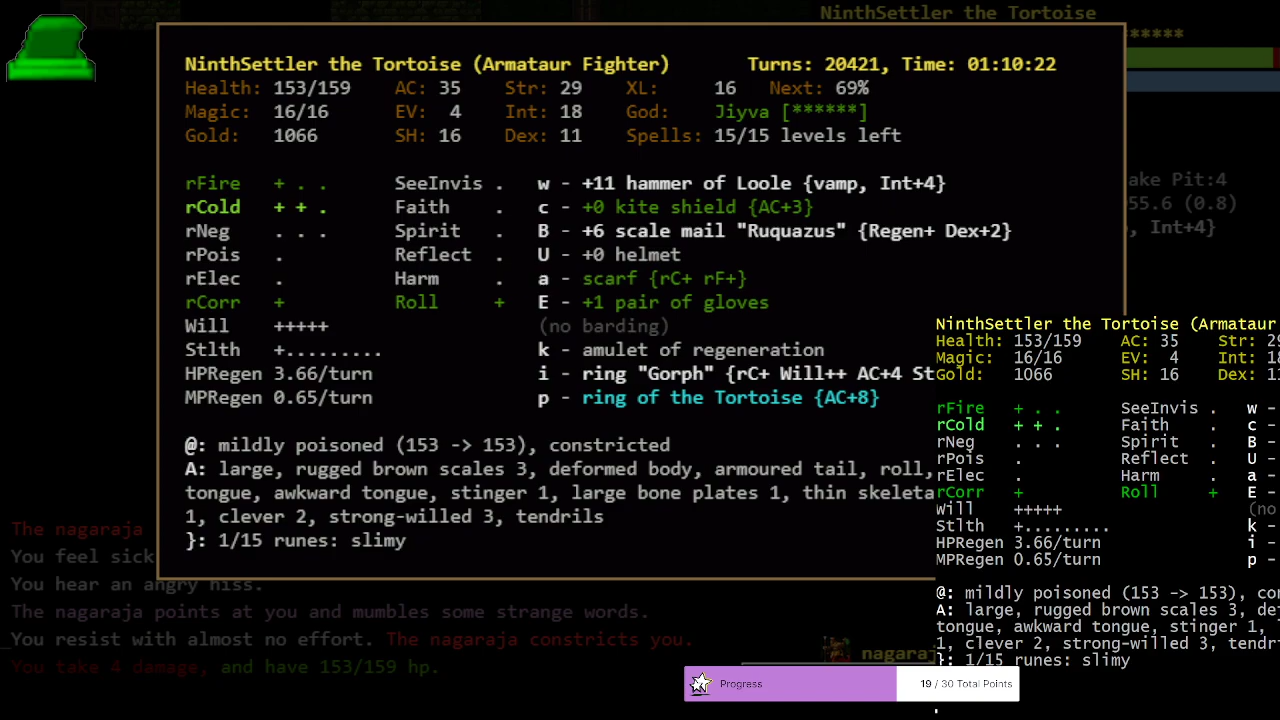 NinthSettler the Tortoise
******
NinthSettler the Tortoise (Armataur Fighter) Turns: 20421, Time: 01:10:22
Health: 153/159 AC: 35 Str: 29 XL: 16 Next: 69%
Magic: 16/16 EV: 4 Int: 18 God: Jiyva [******]
Gold: 1066 SH: 16 Dex: 11 Spells: 15/15 levels left
rFire + . . SeeInvis . w - +11 hammer of Loole {vamp, Int+4}
rCold + + . Faith . c - +0 kite shield {AC+3}
rNeg . . . Spirit . B - +6 scale mail "Ruquazus" {Regen+ Dex+2}
rPois . Reflect . U - +0 helmet
rElec . Harm . a - scarf {rC+ rF+}
rCorr + Roll + E - +1 pair of gloves
Will +++++ (no barding)
Stlth +......... k - amulet of regeneration
HPRegen 3.66/turn i - ring "Gorph" {rC+ Will++ AC+4 St
MPRegen 0.65/turn p - ring of the Tortoise {AC+8}
@: mildly poisoned (153 -> 153), constricted
A: large, rugged brown scales 3, deformed body, armoured tail, roll,
tongue, awkward tongue, stinger 1, large bone plates 1, thin skeleta
1, clever 2, strong-willed 3, tendrils
}: 1/15 runes: slimy
ake Pit:4
55.6 (0.8)
, Int+4}
NinthSettler the Tortoise (Armataur
Health: 153/159 AC: 35 Str: 29
Magic: 16/16 EV: 4 Int: 18
Gold: 1066 SH: 16 Dex: 11
rFire + . . SeeInvis . w -
rCold + + . Faith . c -
rNeg . . . Spirit . B -
rPois . Reflect . U -
rElec . Harm . a -
rCorr + Roll + E -
Will +++++ (no
Stlth +......... k -
HPRegen 3.66/turn i -
MPRegen 0.65/turn p -
@: mildly poisoned (153 -> 153), con
A: large, rugged brown scales 3, de
tongue, awkward tongue, stinger 1,
1, clever 2, strong-willed 3, tendr
}: 1/15 runes: slimy
The nagaraja
You feel sick
You hear an angry hiss.
The nagaraja points at you and mumbles some strange words.
_You resist with almost no effort. The nagaraja constricts you.
You take 4 damage, and have 153/159 hp.
nagaraj
Progress 19 / 30 Total Points